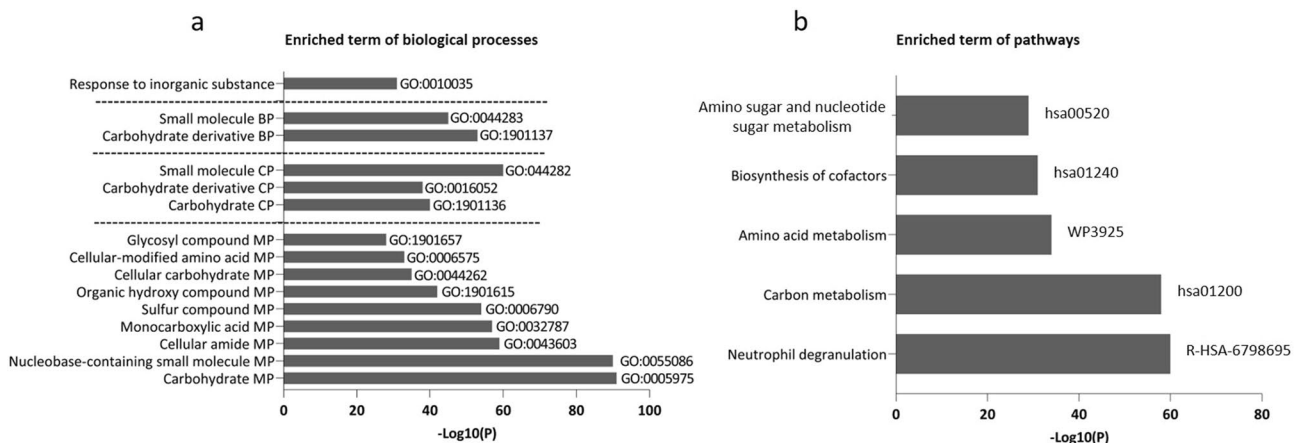 a
Enriched term of biological processes
Response to inorganic substance GO:0010035
Small molecule BP GO:0044283
Carbohydrate derivative BP GO:1901137
Small molecule CP GO:044282
Carbohydrate derivative CP GO:0016052
Carbohydrate CP GO:1901136
Glycosyl compound MP GO:1901657
Cellular-modified amino acid MP GO:0006575
Cellular carbohydrate MP GO:0044262
Organic hydroxy compound MP GO:1901615
Sulfur compound MP GO:0006790
Monocarboxylic acid MP GO:0032787
Cellular amide MP GO:0043603
Nucleobase-containing small molecule MP GO:0055086
Carbohydrate MP GO:0005975
0 20 40 60 80 100
-Log10(P)
b
Enriched term of pathways
Amino sugar and nucleotide
sugar metabolism
hsa00520
Biosynthesis of cofactors hsa01240
Amino acid metabolism WP3925
Carbon metabolism hsa01200
Neutrophil degranulation R-HSA-6798695
0 20 40 60 80
-Log10(P)